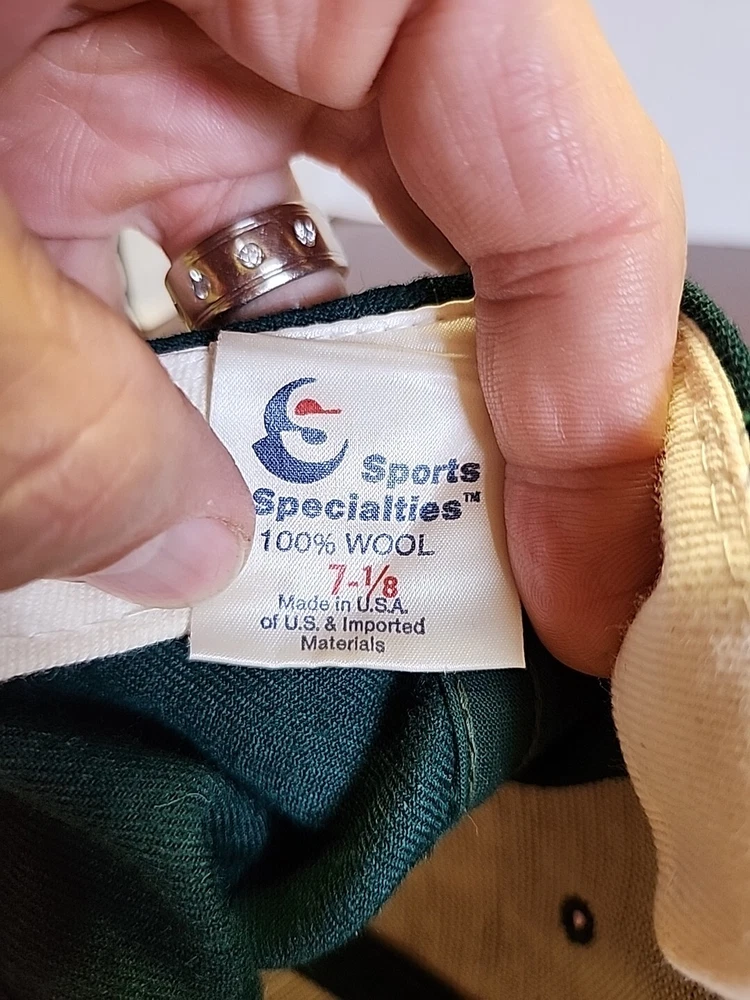 Sports
Specialties™
100% WOOL
7-1/8
Made in U.S.A.
of U.S. & Imported
Materials